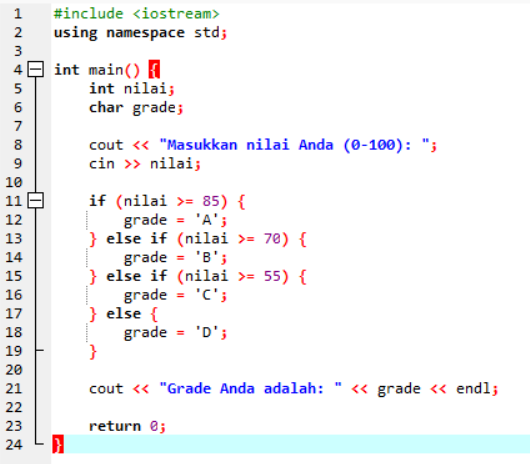 1 #include <iostream>
2 using namespace std;
3
4 int main() {
5     int nilai;
6     char grade;
7
8     cout << "Masukkan nilai Anda (0-100): ";
9     cin >> nilai;
10
11     if (nilai >= 85) {
12         grade = 'A';
13     } else if (nilai >= 70) {
14         grade = 'B';
15     } else if (nilai >= 55) {
16         grade = 'C';
17     } else {
18         grade = 'D';
19     }
20
21     cout << "Grade Anda adalah: " << grade << endl;
22
23     return 0;
24 }